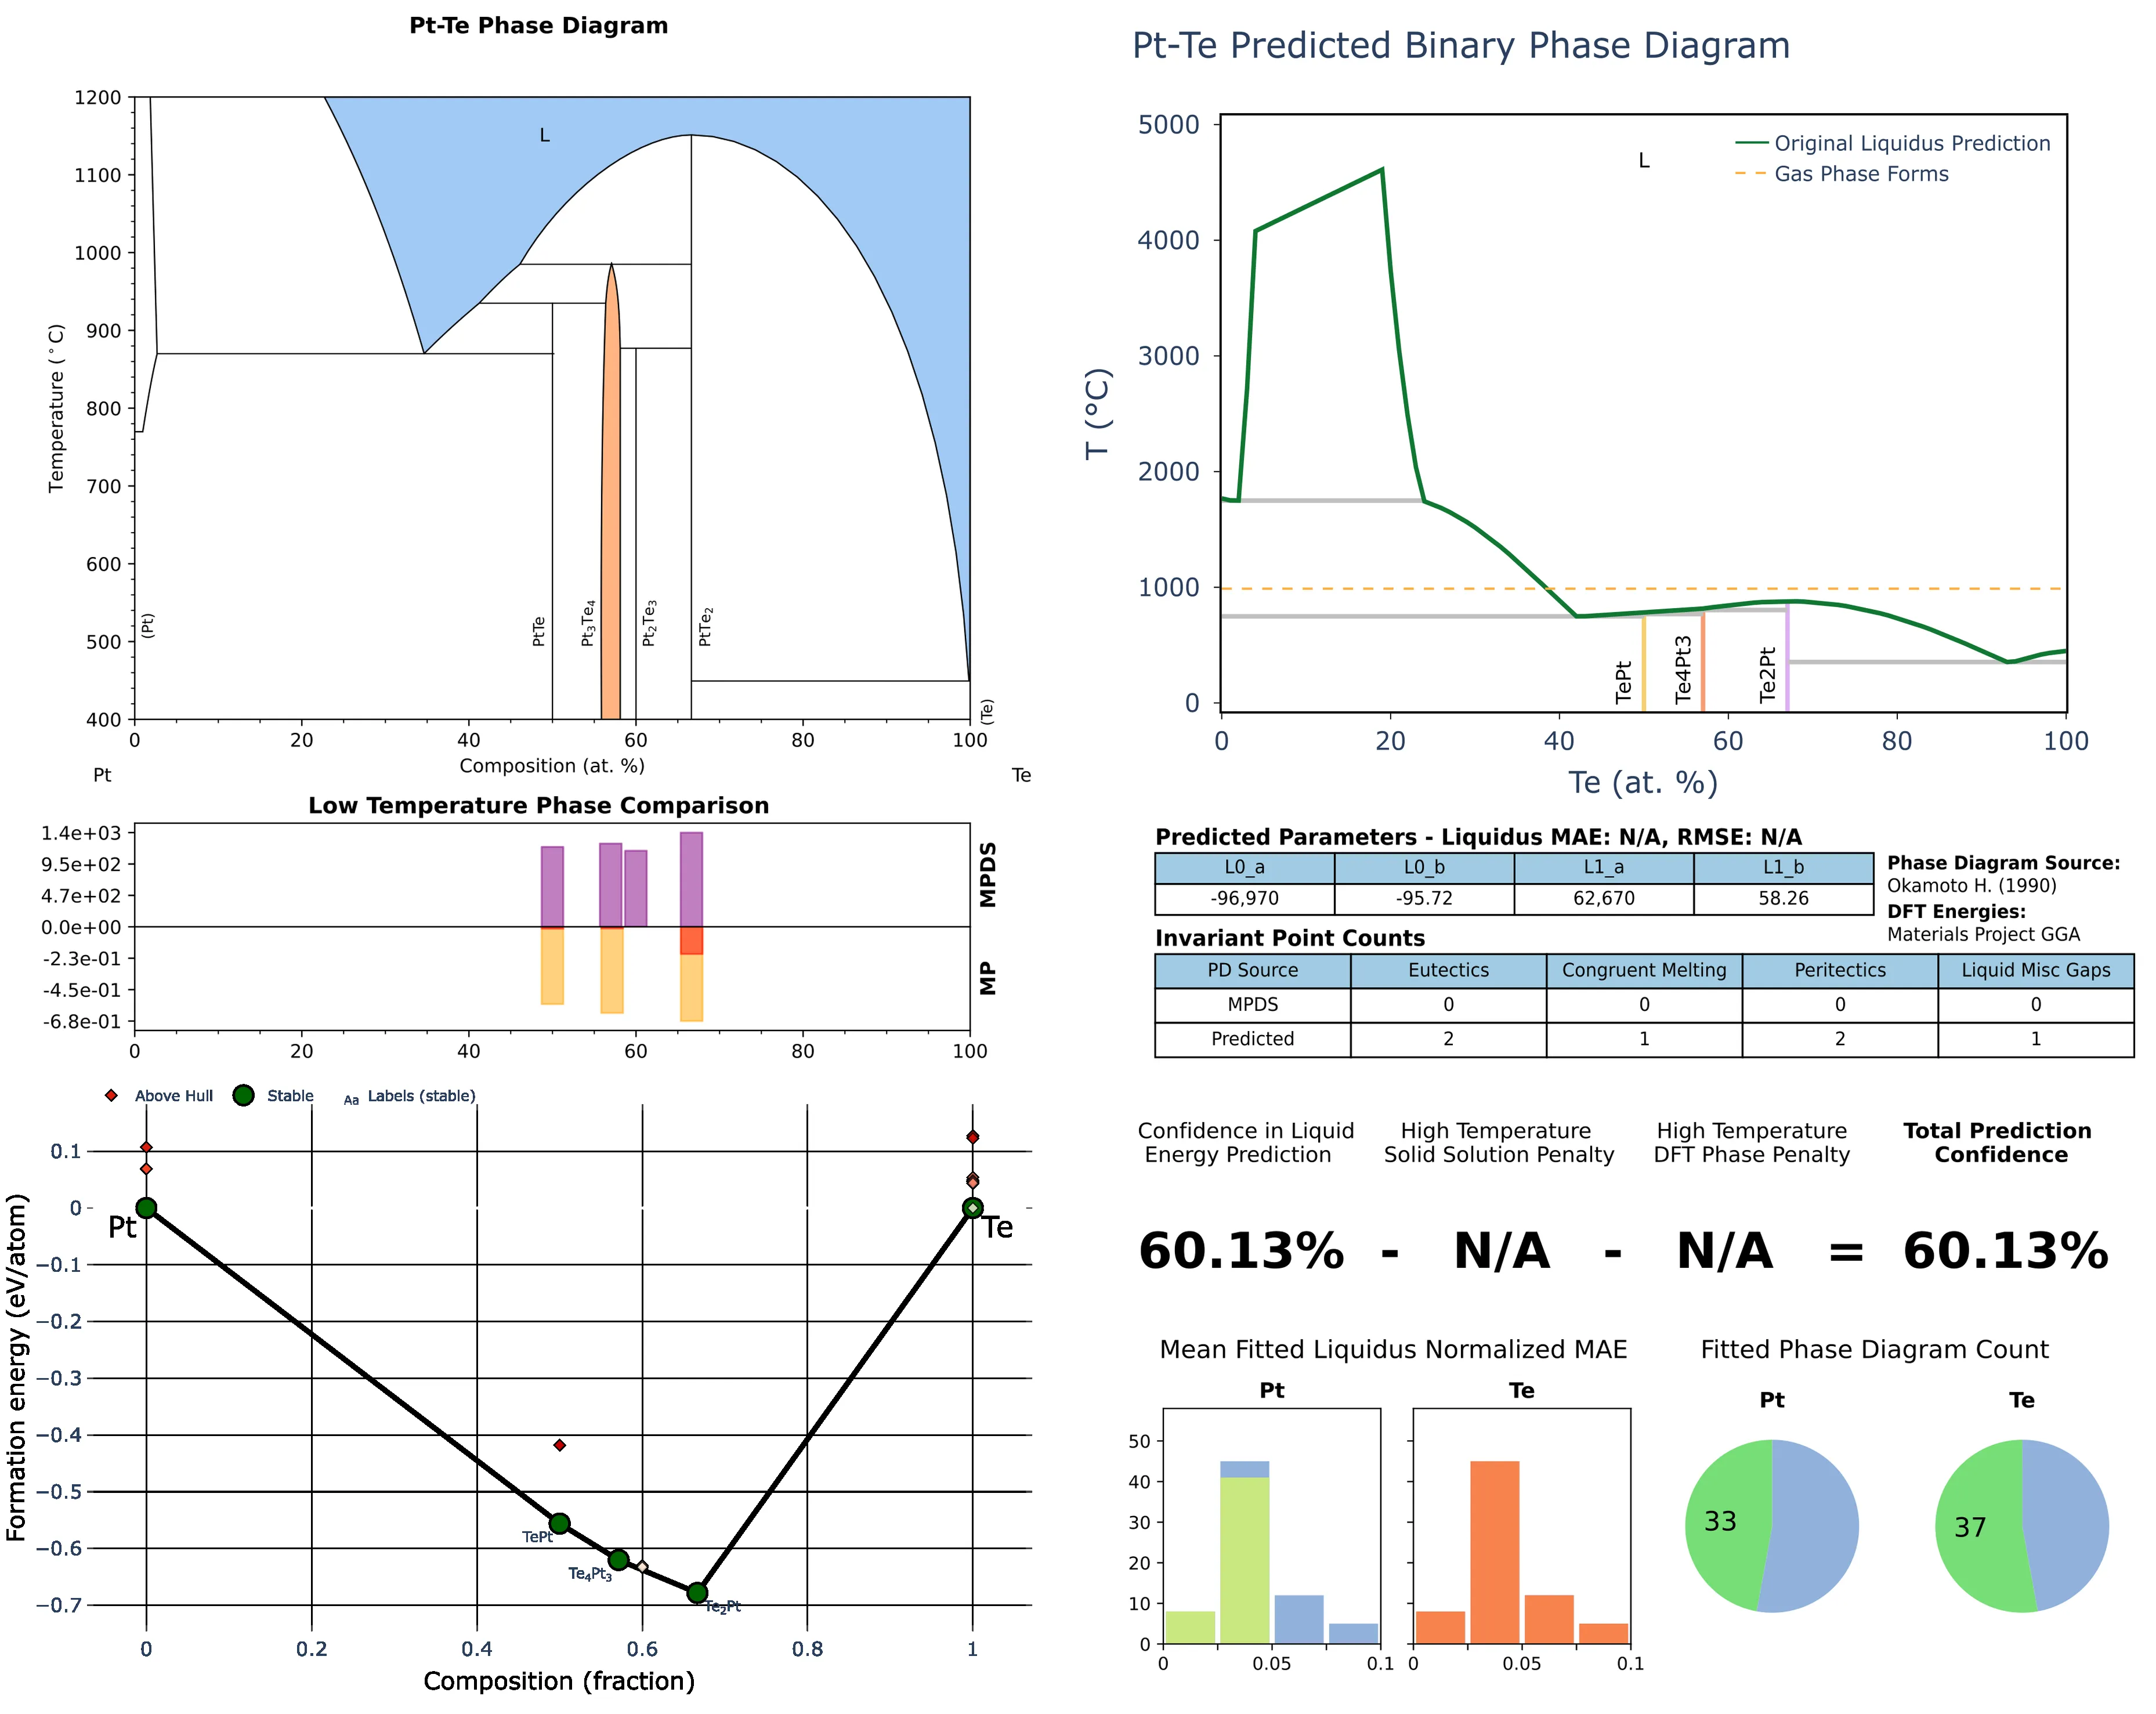 Pt-Te Phase Diagram
1200
1100
1000
900
800
700
600
500
400
Temperature (°C)
L
(Pt)
PtTe
Pt3Te4
Pt2Te3
PtTe2
(Te)
0 20 40 60 80 100
Composition (at. %)
Pt Te
Low Temperature Phase Comparison
1.4e+03
9.5e+02
4.7e+02
0.0e+00
-2.3e-01
-4.5e-01
-6.8e-01
MPDS
MP
0 20 40 60 80 100
Above Hull Stable Aa Labels (stable)
0.1
0
−0.1
−0.2
−0.3
−0.4
−0.5
−0.6
−0.7
Formation energy (eV/atom)
Pt
Te
TePt
Te4Pt3
Te2Pt
0 0.2 0.4 0.6 0.8 1
Composition (fraction)
Pt-Te Predicted Binary Phase Diagram
5000
4000
3000
2000
1000
0
T (°C)
L
Original Liquidus Prediction
Gas Phase Forms
TePt
Te4Pt3
Te2Pt
0 20 40 60 80 100
Te (at. %)
Predicted Parameters - Liquidus MAE: N/A, RMSE: N/A
L0_a L0_b L1_a L1_b
-96,970 -95.72 62,670 58.26
Phase Diagram Source:
Okamoto H. (1990)
DFT Energies:
Materials Project GGA
Invariant Point Counts
PD Source Eutectics Congruent Melting Peritectics Liquid Misc Gaps
MPDS 0 0 0 0
Predicted 2 1 2 1
Confidence in Liquid
Energy Prediction
High Temperature
Solid Solution Penalty
High Temperature
DFT Phase Penalty
Total Prediction
Confidence
60.13% - N/A - N/A = 60.13%
Mean Fitted Liquidus Normalized MAE
Pt
Te
50
40
30
20
10
0
0 0.05 0.1
0 0.05 0.1
Fitted Phase Diagram Count
Pt
Te
33
37